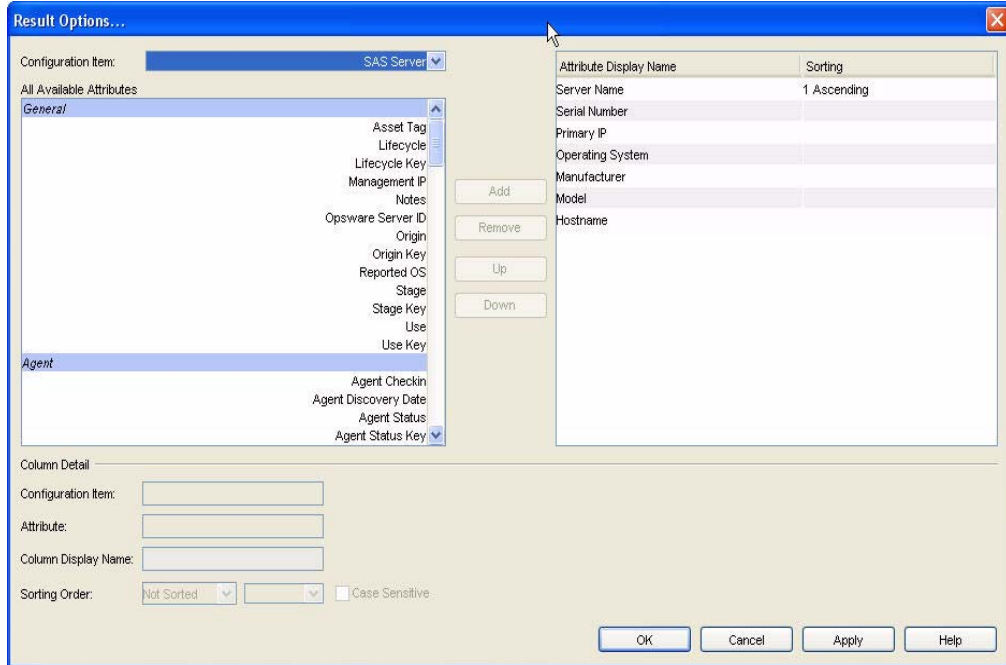 Result Options...
Configuration Item:
SAS Server
All Available Attributes
General
Asset Tag
Lifecycle
Lifecycle Key
Management IP
Notes
Opsware Server ID
Origin
Origin Key
Reported OS
Stage
Stage Key
Use
Use Key
Agent
Agent Checkin
Agent Discovery Date
Agent Status
Agent Status Key
Add
Remove
Up
Down
Attribute Display Name Sorting
Server Name 1 Ascending
Serial Number
Primary IP
Operating System
Manufacturer
Model
Hostname
Column Detail
Configuration Item:
Attribute:
Column Display Name:
Sorting Order: Not Sorted Case Sensitive
OK Cancel Apply Help